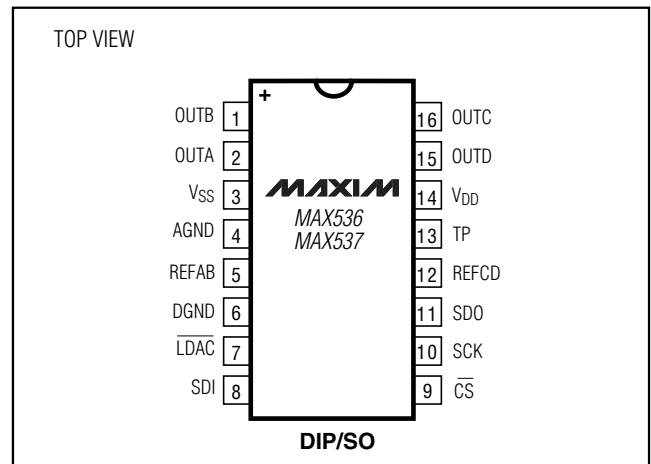 TOP VIEW
+
OUTB 1
OUTA 2
VSS 3
AGND 4
REFAB 5
DGND 6
LDAC 7
SDI 8
MAXIM
MAX536
MAX537
16 OUTC
15 OUTD
14 VDD
13 TP
12 REFCD
11 SDO
10 SCK
9 CS
DIP/SO